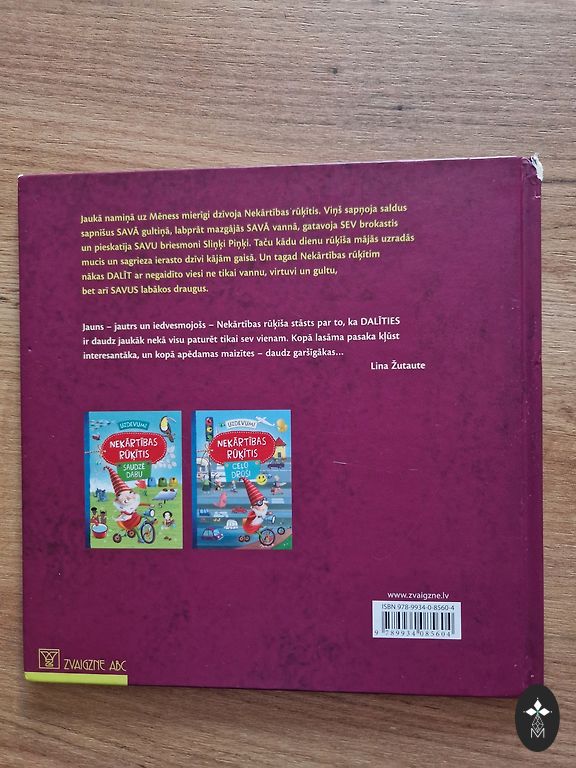 Jaukā namiņā uz Mēness mierīgi dzīvoja Nekārtības rūķītis. Viņš sapņoja saldus
sapnīšus SAVĀ gultiņā, labprāt mazgājās SAVĀ vannā, gatavoja SEV brokastis
un pieskatīja SAVU briesmoni Sliņķi Piņķi. Taču kādu dienu rūķīša mājās uzradās
mucis un sagrieza ierasto dzīvi kājām gaisā. Un tagad Nekārtības rūķītim
nākas DALĪT ar negaidīto viesi ne tikai vannu, virtuvi un gultu,
bet arī SAVUS labākos draugus.
Jauns – jautrs un iedvesmojošs – Nekārtības rūķīša stāsts par to, ka DALĪTIES
ir daudz jaukāk nekā visu paturēt tikai sev vienam. Kopā lasāma pasaka kļūst
interesantāka, un kopā apēdamas maizītes – daudz garšīgākas...
Lina Žutaute
UZDEVUMI
NEKĀRTĪBAS
RŪĶĪTIS
SAUDZĒ
DABU
UZDEVUMI
NEKĀRTĪBAS
RŪĶĪTIS
CEĻO
DROŠI
www.zvaigzne.lv
ISBN 978-9934-0-8560-4
9 789934 085604
ZVAIGZNE ABC
M